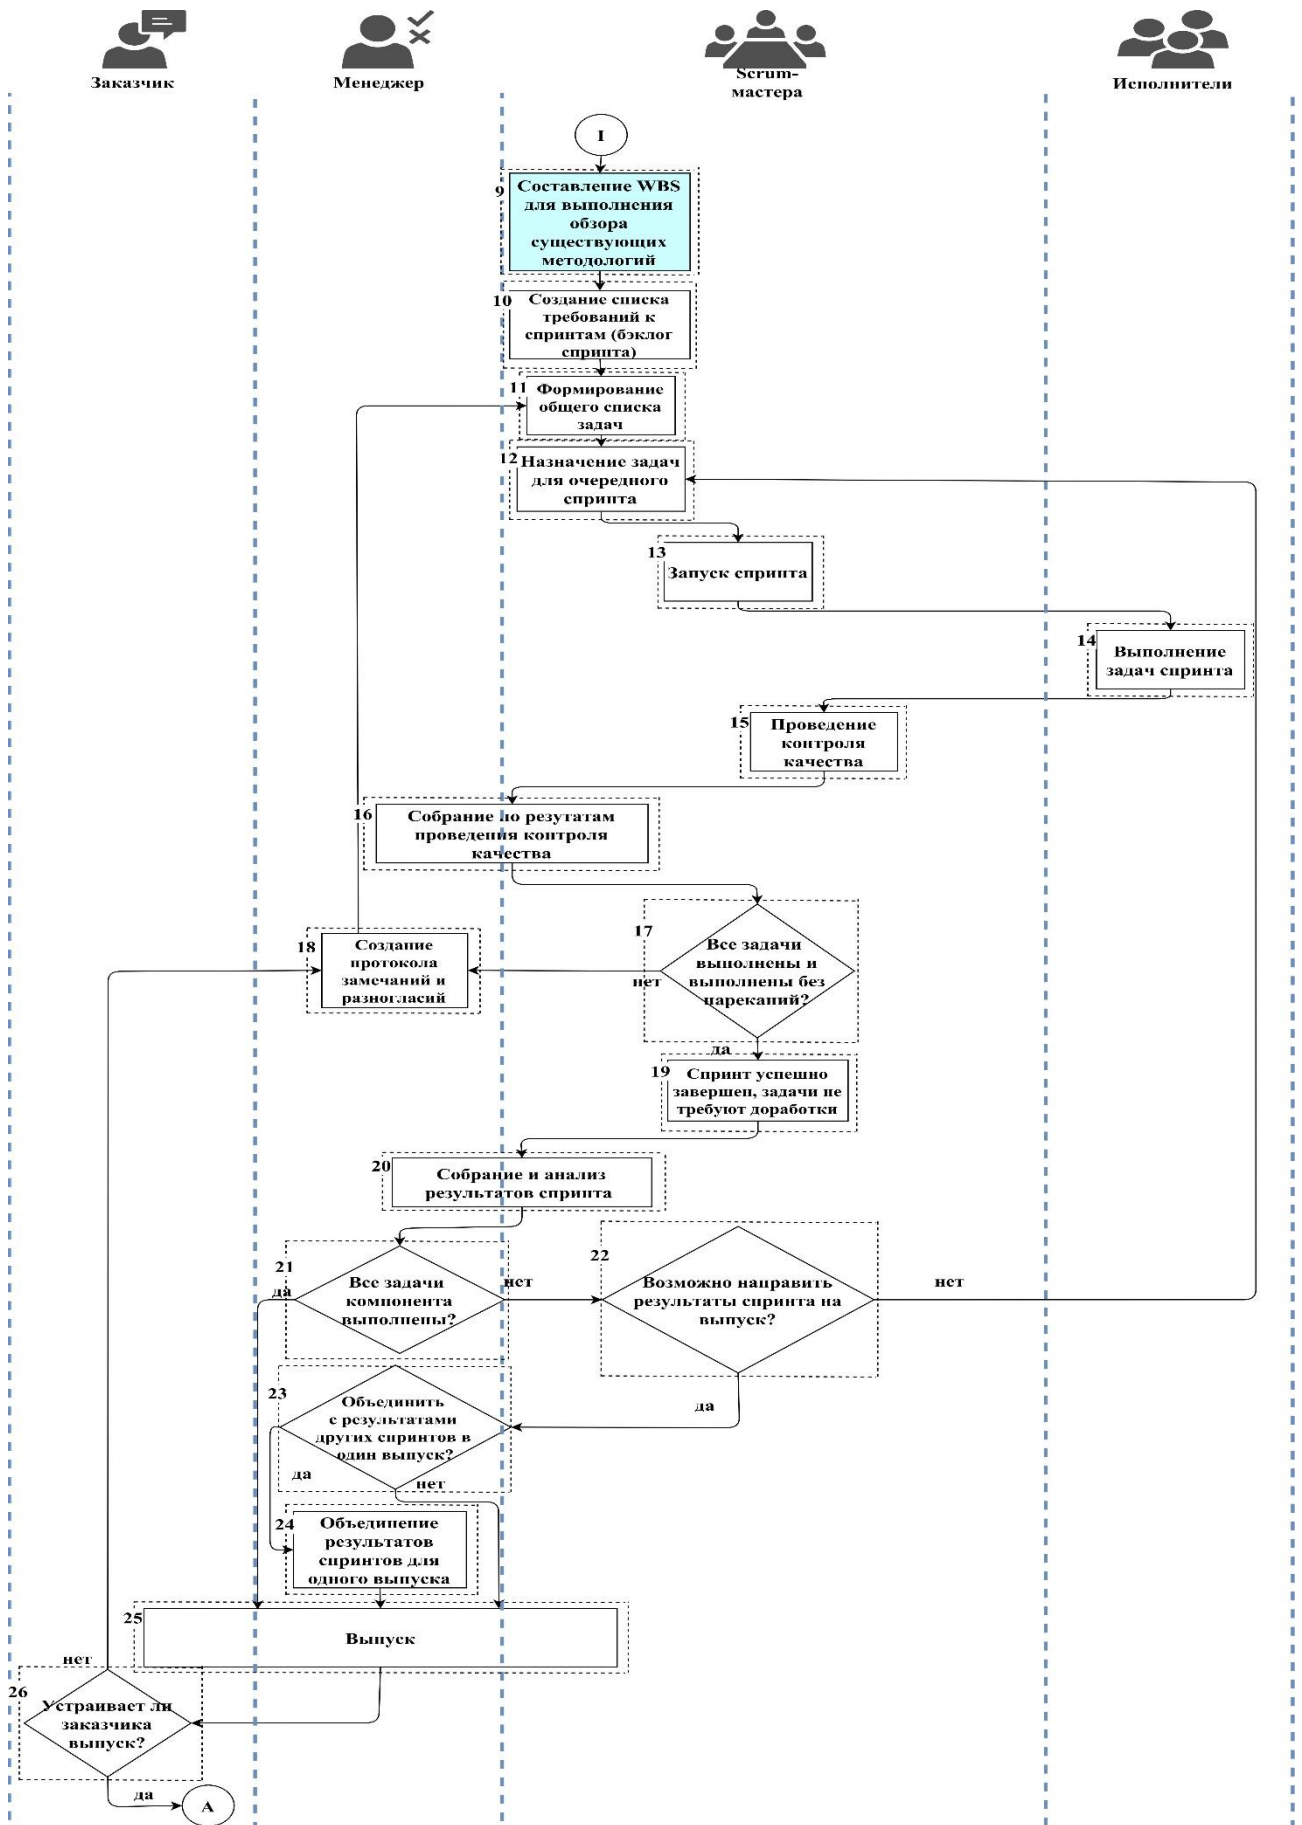 Заказчик
Менеджер
Scrum-
мастера
Исполнители
I
9
Составление WBS
для выполнения
обзора
существующих
методологий
10
Создание списка
требований к
спринтам (бэклог
спринта)
11
Формирование
общего списка
задач
12
Назначение задач
для очередного
спринта
13
Запуск спринта
14
Выполнение
задач спринта
15
Проведение
контроля
качества
16
Собрание по резутатам
проведения контроля
качества
17
Все задачи
выполнены и
выполнены без
нареканий?
нет
18
Создание
протокола
замечаний и
разногласий
да
19
Спринт успешно
завершен, задачи не
требуют доработки
20
Собрание и анализ
результатов спринта
21
Все задачи
компонента
выполнены?
да
нет
22
Возможно направить
результаты спринта на
выпуск?
нет
да
23
Объединить
с результатами
других спринтов в
один выпуск?
да
нет
24
Объединение
результатов
спринтов для
одного выпуска
25
Выпуск
нет
26
Устраивает ли
заказчика
выпуск?
да
А